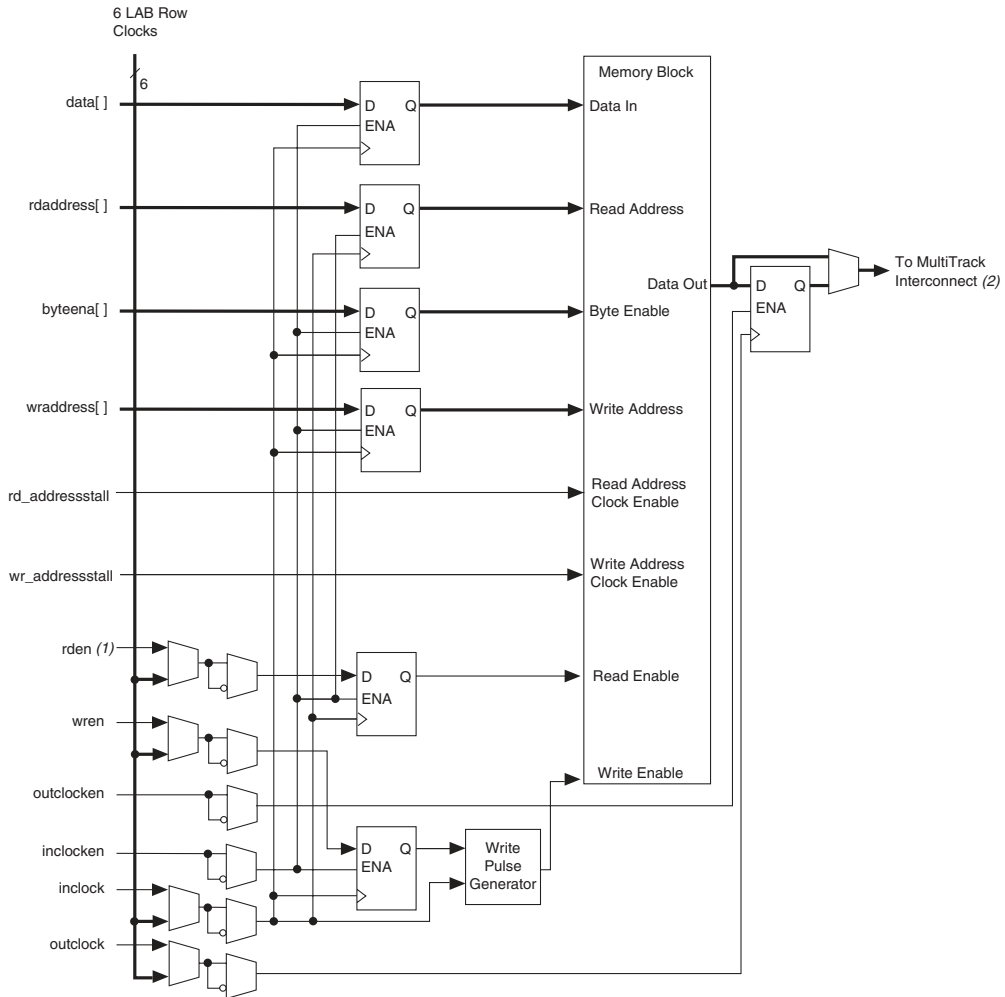 6 LAB Row
Clocks
6
Memory Block
data[ ]
D Q
ENA
Data In
rdaddress[ ]
D Q
ENA
Read Address
To MultiTrack
Interconnect (2)
Data Out
D Q
ENA
byteena[ ]
D Q
ENA
Byte Enable
wraddress[ ]
D Q
ENA
Write Address
rd_addressstall
Read Address
Clock Enable
wr_addressstall
Write Address
Clock Enable
rden (1)
D Q
ENA
Read Enable
wren
Write Enable
outclocken
inclocken
D Q
ENA
Write
Pulse
Generator
inclock
outclock